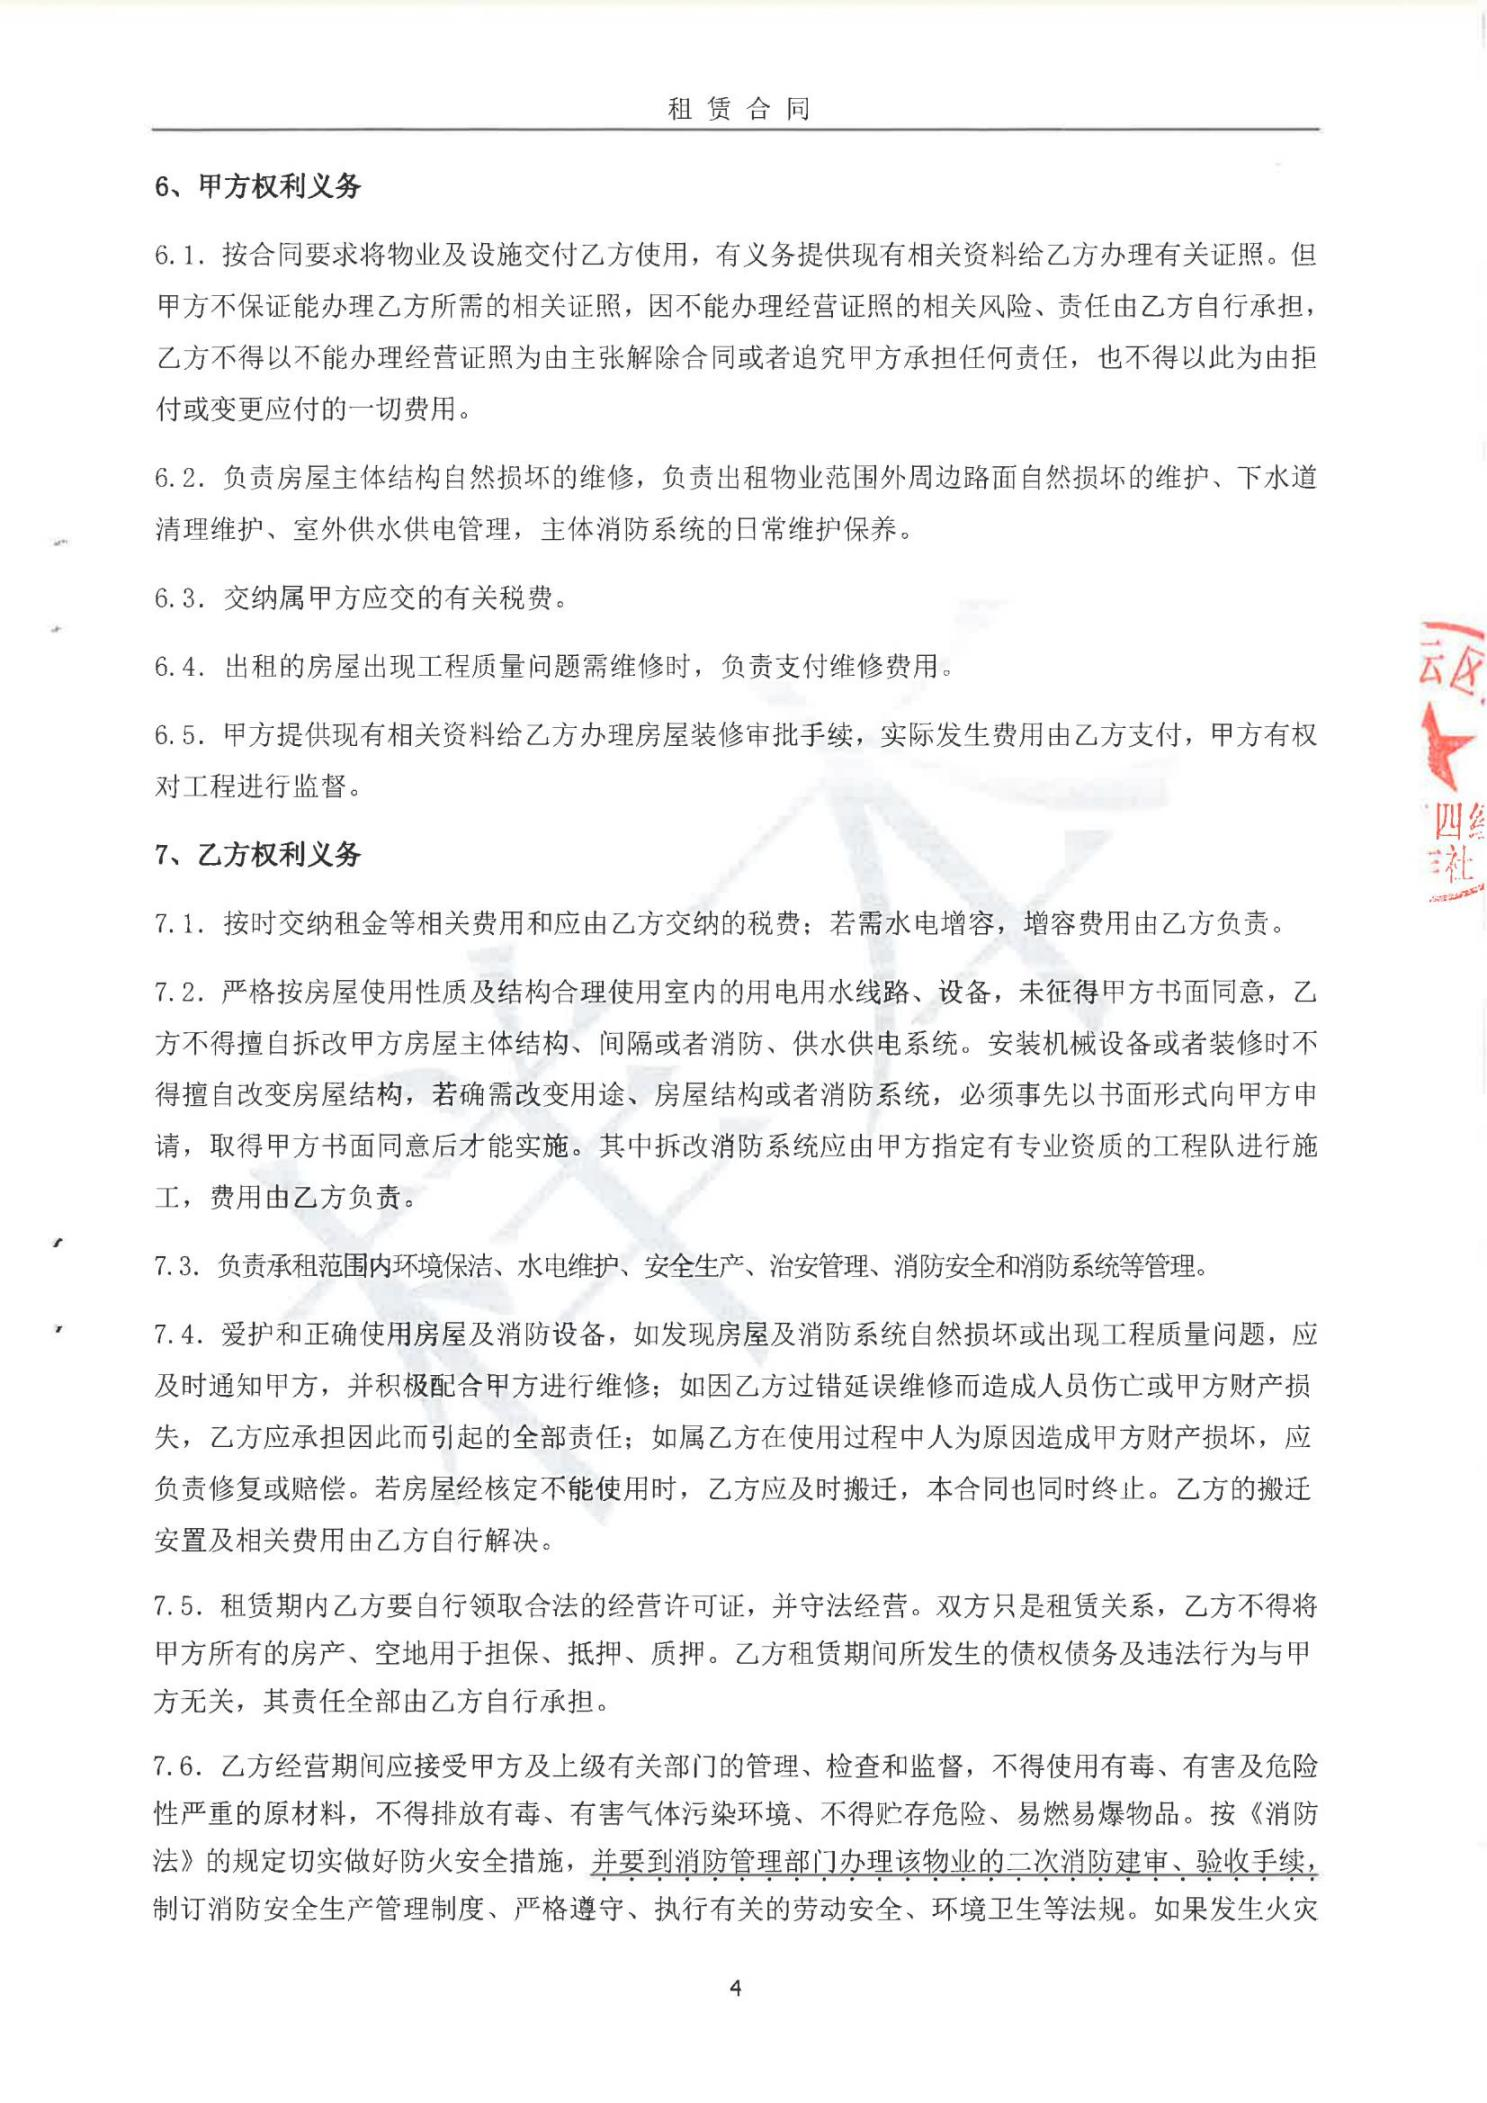 租赁合同
6、甲方权利义务
6.1. 按合同要求将物业及设施交付乙方使用，有义务提供现有相关资料给乙方办理有关证照。但
甲方不保证能办理乙方所需的相关证照，因不能办理经营证照的相关风险、责任由乙方自行承担，
乙方不得以不能办理经营证照为由主张解除合同或者追究甲方承担任何责任，也不得以此为由拒
付或变更应付的一切费用。
6.2. 负责房屋主体结构自然损坏的维修，负责出租物业范围外周边路面自然损坏的维护、下水道
清理维护、室外供水供电管理，主体消防系统的日常维护保养。
6.3. 交纳属甲方应交的有关税费。
6.4. 出租的房屋出现工程质量问题需维修时，负责支付维修费用。
6.5. 甲方提供现有相关资料给乙方办理房屋装修审批手续，实际发生费用由乙方支付，甲方有权
对工程进行监督。
7、乙方权利义务
7.1. 按时交纳租金等相关费用和应由乙方交纳的税费；若需水电增容，增容费用由乙方负责。
7.2. 严格按房屋使用性质及结构合理使用室内的用电用水线路、设备，未征得甲方书面同意，乙
方不得擅自拆改甲方房屋主体结构、间隔或者消防、供水供电系统。安装机械设备或者装修时不
得擅自改变房屋结构，若确需改变用途、房屋结构或者消防系统，必须事先以书面形式向甲方申
请，取得甲方书面同意后才能实施。其中拆改消防系统应由甲方指定有专业资质的工程队进行施
工，费用由乙方负责。
7.3. 负责承租范围内环境保洁、水电维护、安全生产、治安管理、消防安全和消防系统等管理。
7.4. 爱护和正确使用房屋及消防设备，如发现房屋及消防系统自然损坏或出现工程质量问题，应
及时通知甲方，并积极配合甲方进行维修；如因乙方过错延误维修而造成人员伤亡或甲方财产损
失，乙方应承担因此而引起的全部责任；如属乙方在使用过程中人为原因造成甲方财产损坏，应
负责修复或赔偿。若房屋经核定不能使用时，乙方应及时搬迁，本合同也同时终止。乙方的搬迁
安置及相关费用由乙方自行解决。
7.5. 租赁期内乙方要自行领取合法的经营许可证，并守法经营。双方只是租赁关系，乙方不得将
甲方所有的房产、空地用于担保、抵押、质押。乙方租赁期间所发生的债权债务及违法行为与甲
方无关，其责任全部由乙方自行承担。
7.6. 乙方经营期间应接受甲方及上级有关部门的管理、检查和监督，不得使用有毒、有害及危险
性严重的原材料，不得排放有毒、有害气体污染环境、不得贮存危险、易燃易爆物品。按《消防
法》的规定切实做好防火安全措施，并要到消防管理部门办理该物业的二次消防建审、验收手续，
制订消防安全生产管理制度、严格遵守、执行有关的劳动安全、环境卫生等法规。如果发生火灾
4
样本
云区
四经
社